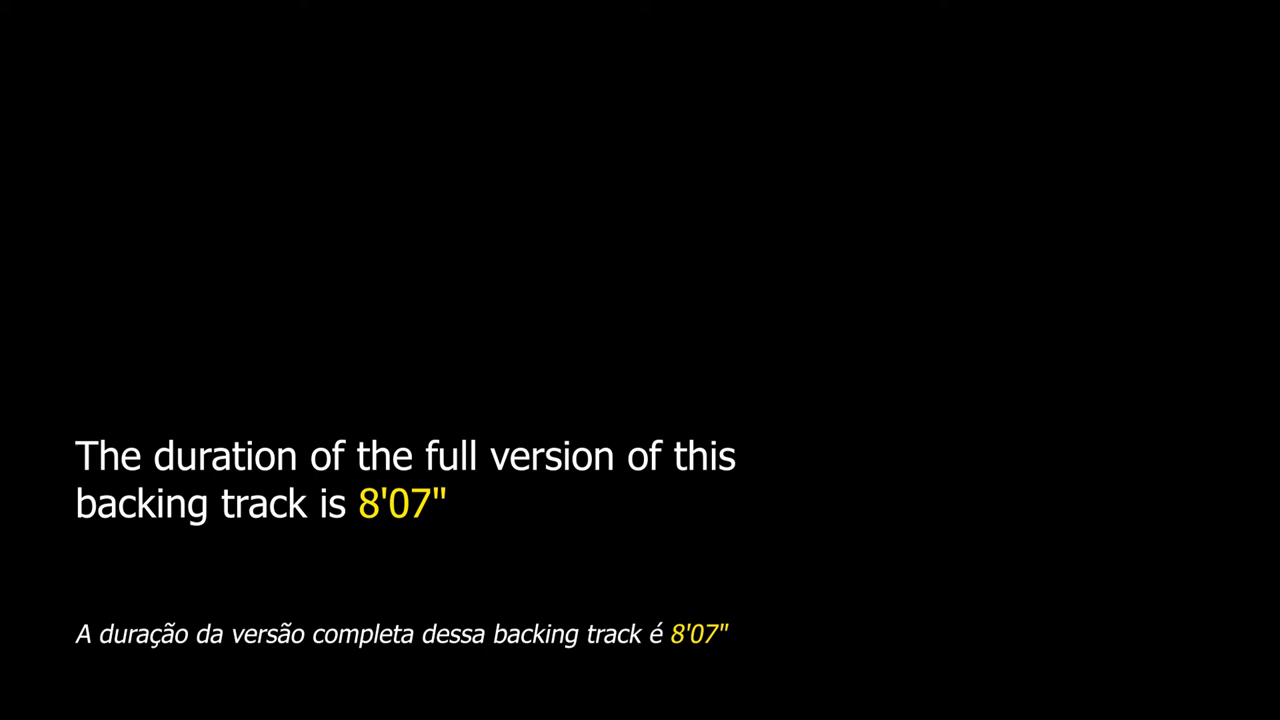 The duration of the full version of this
backing track is 8'07"
A duração da versão completa dessa backing track é 8'07"